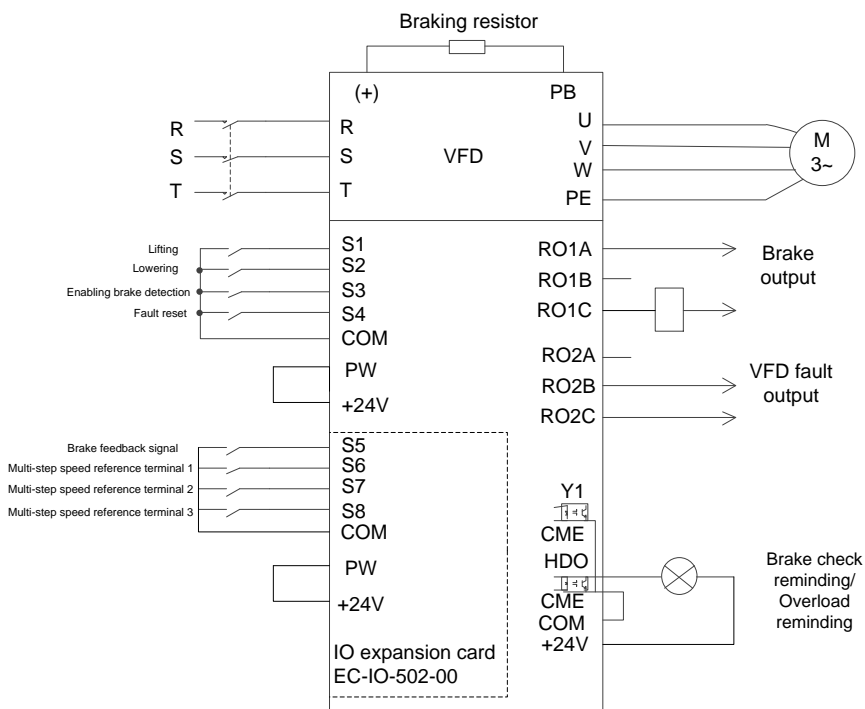 Braking resistor
(+)
PB
R
S
T
R
S
T
VFD
U
V
W
PE
M
3~
Lifting
Lowering
Enabling brake detection
Fault reset
S1
S2
S3
S4
COM
PW
+24V
RO1A
RO1B
RO1C
Brake
output
RO2A
RO2B
RO2C
VFD fault
output
Brake feedback signal
Multi-step speed reference terminal 1
Multi-step speed reference terminal 2
Multi-step speed reference terminal 3
S5
S6
S7
S8
COM
PW
+24V
IO expansion card
EC-IO-502-00
Y1
CME
HDO
CME
COM
+24V
Brake check
reminding/
Overload
reminding